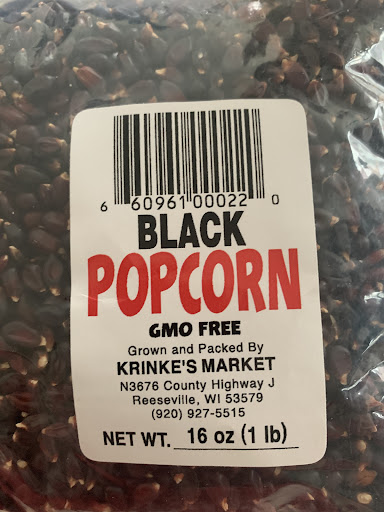 6 60961 00022 0
BLACK
POPCORN
GMO FREE
Grown and Packed By
KRINKE'S MARKET
N3676 County Highway J
Reeseville, WI 53579
(920) 927-5515
NET WT. 16 oz (1 lb)